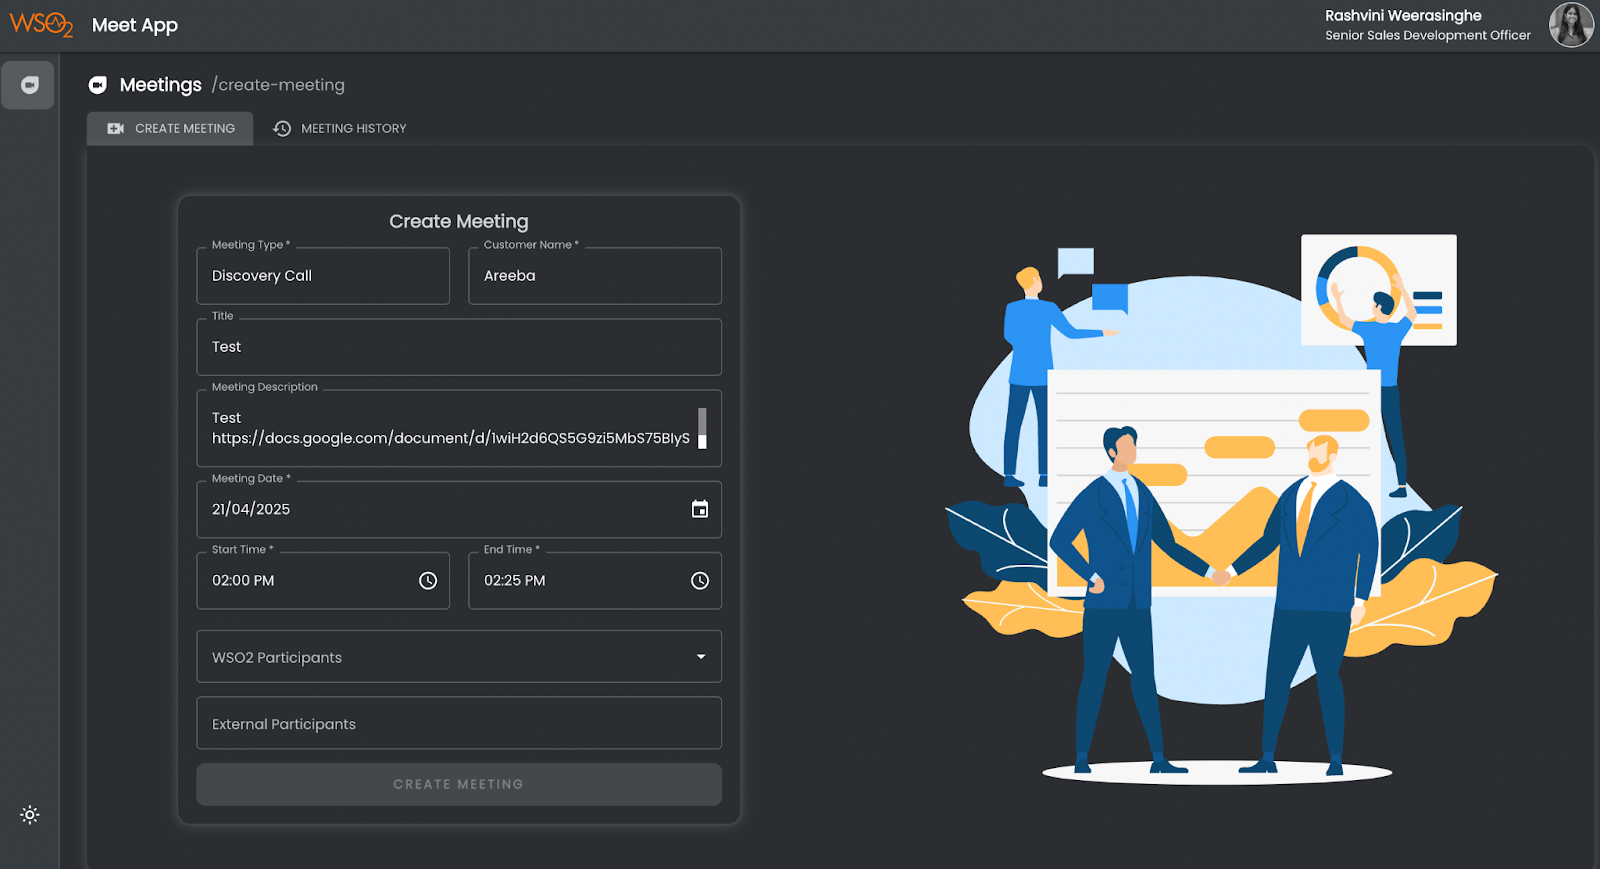 WSO2 Meet App
Rashvini Weerasinghe
Senior Sales Development Officer
Meetings /create-meeting
CREATE MEETING MEETING HISTORY
Create Meeting
Meeting Type * Customer Name *
Discovery Call Areeba
Title
Test
Meeting Description
Test
https://docs.google.com/document/d/1wiH2d6QS5G9zi5MbS75BIyS
Meeting Date *
21/04/2025
Start Time * End Time *
02:00 PM 02:25 PM
WSO2 Participants
External Participants
CREATE MEETING